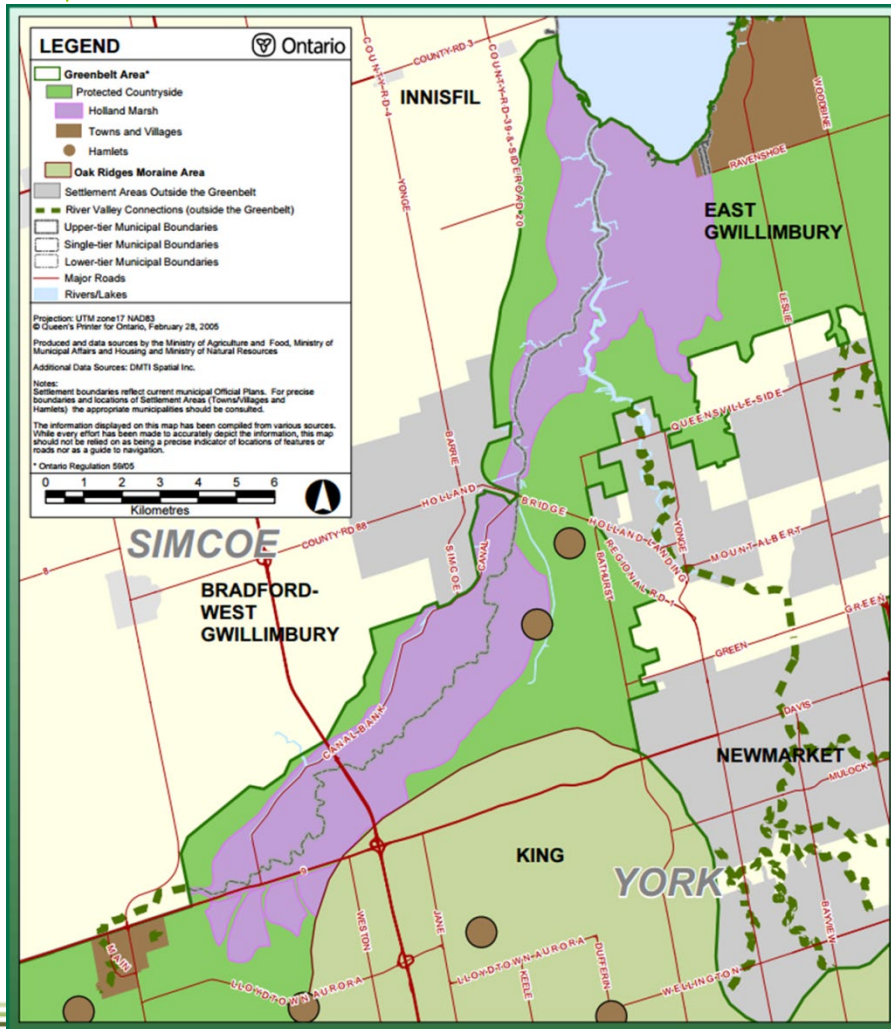 LEGEND
Ontario
Greenbelt Area*
Protected Countryside
Holland Marsh
Towns and Villages
Hamlets
Oak Ridges Moraine Area
Settlement Areas Outside the Greenbelt
River Valley Connections (outside the Greenbelt)
Upper-tier Municipal Boundaries
Single-tier Municipal Boundaries
Lower-tier Municipal Boundaries
Major Roads
Rivers/Lakes
Projection: UTM zone17 NAD83
© Queen's Printer for Ontario, February 28, 2005
Produced and data sources by the Ministry of Agriculture and Food, Ministry of
Municipal Affairs and Housing and Ministry of Natural Resources
Additional Data Sources: DMTI Spatial Inc.
Notes:
Settlement boundaries reflect current municipal Official Plans. For precise
boundaries and locations of Settlement Areas (Towns/Villages and
Hamlets) the appropriate municipalities should be consulted.
The information displayed on this map has been compiled from various sources.
While every effort has been made to accurately depict the information, this map
should not be relied on as being a precise indicator of locations of features or
roads nor as a guide to navigation.
* Ontario Regulation 59/05
0 1 2 3 4 5 6
Kilometres
COUNTY RD 4
COUNTY RD 3
INNISFIL
COUNTY RD 39 & SIDEROAD 20
YONGE
WOODBINE
RAVENSHOE
EAST
GWILLIMBURY
LESLIE
QUEENSVILLE SIDE
BARRIE
HOLLAND
BRIDGE
HOLLAND LANDING
YONGE
MOUNT ALBERT
COUNTY RD 88
8
SIMCOE
SIMCOE
CANAL
BATHURST
REGIONAL RD 1
BRADFORD-
WEST
GWILLIMBURY
GREEN
GREEN
CANAL BANK
DAVIS
NEWMARKET
MULOCK
KING
YORK
9
MAIN
WESTON
JANE
LLOYDTOWN AURORA
LLOYDTOWN AURORA
KEELE
DUFFERIN
WELLINGTON
BAYVIEW